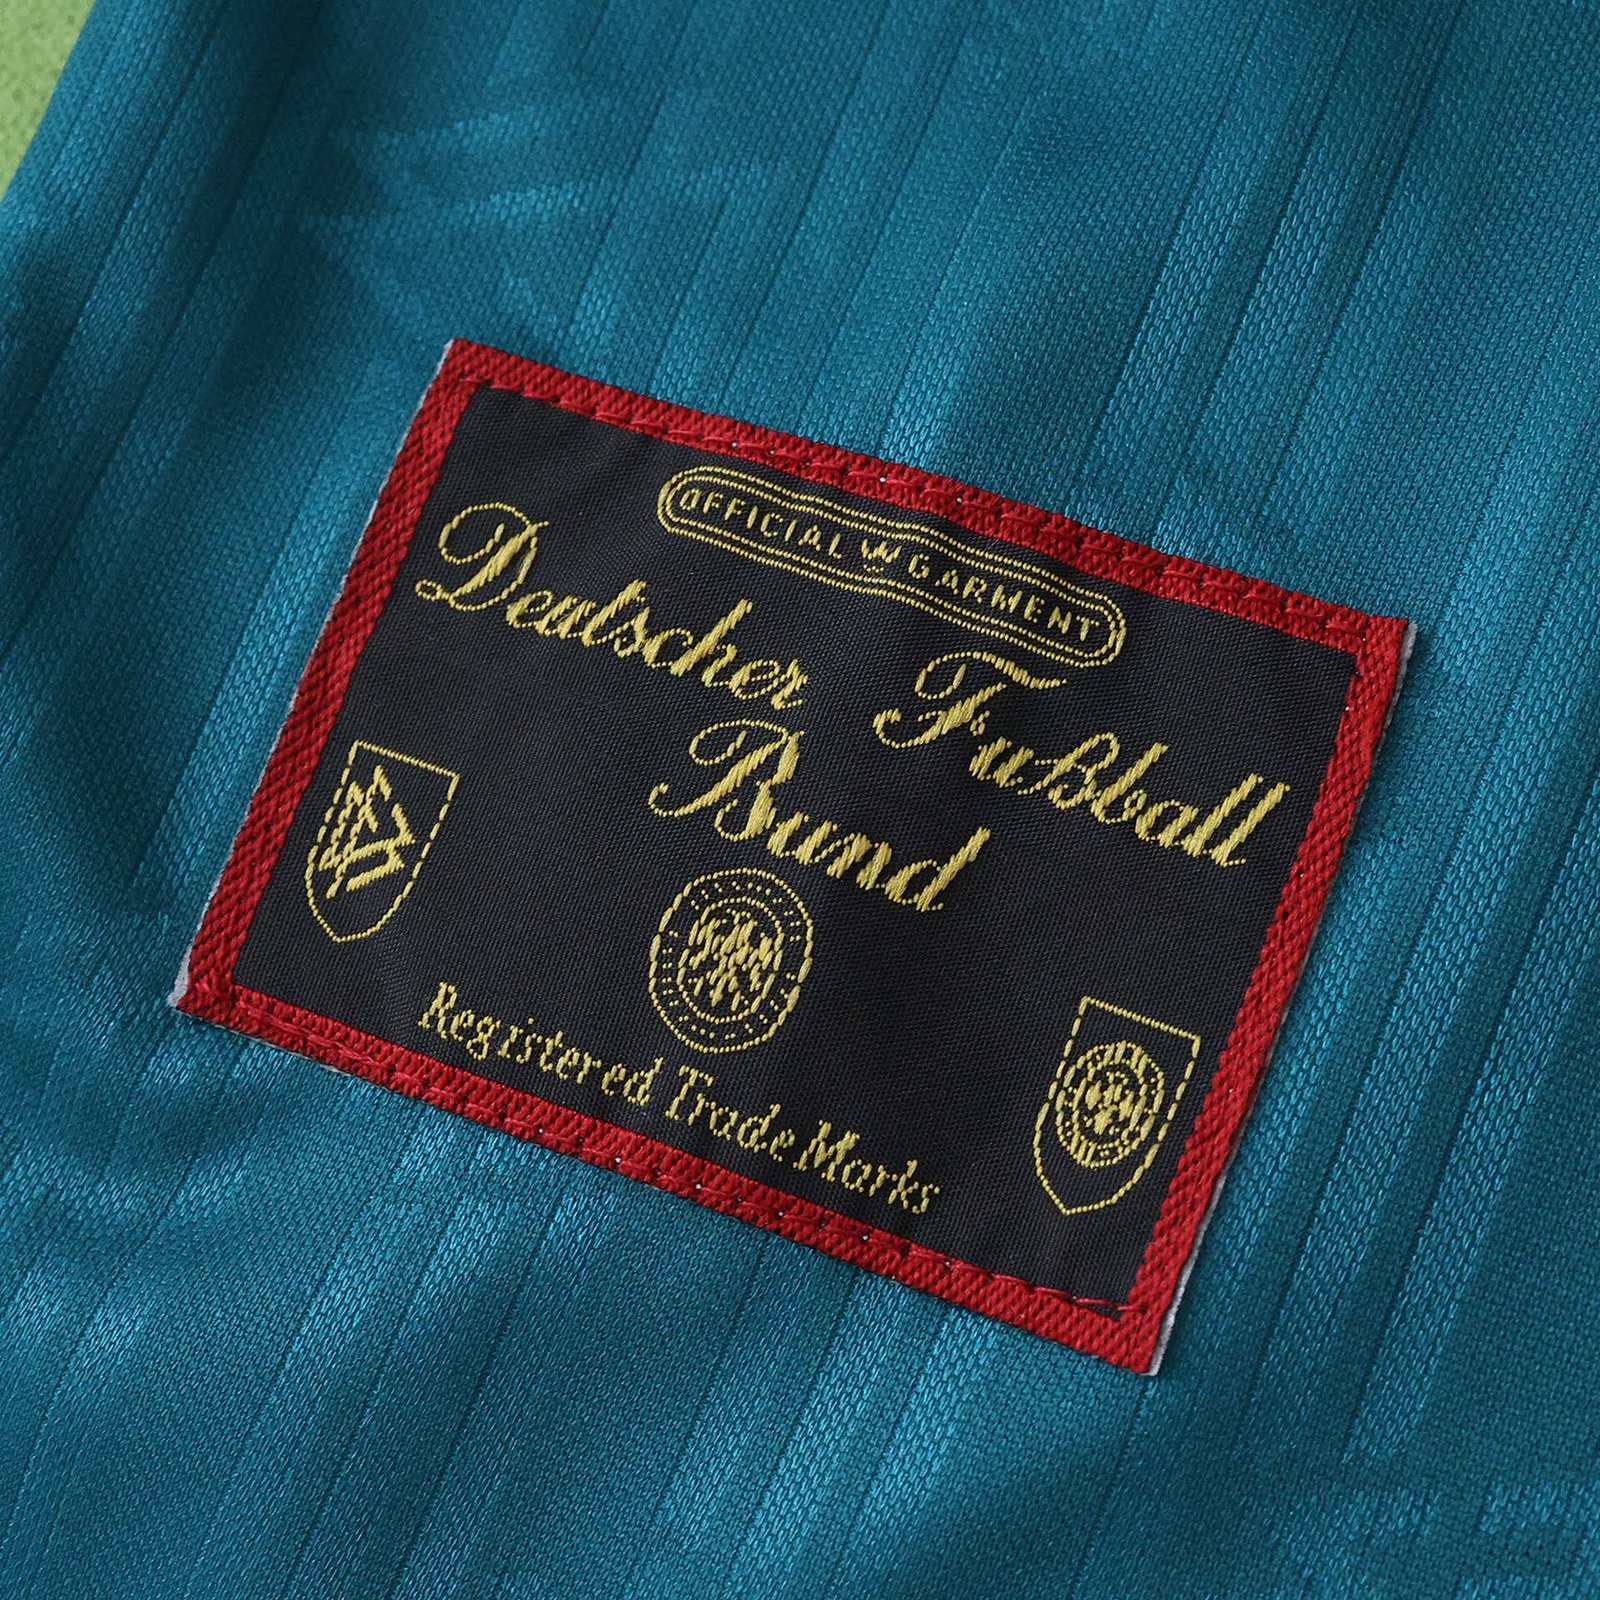 OFFICIAL GARMENT
Deutscher Fußball
Bund
Registered Trade Marks